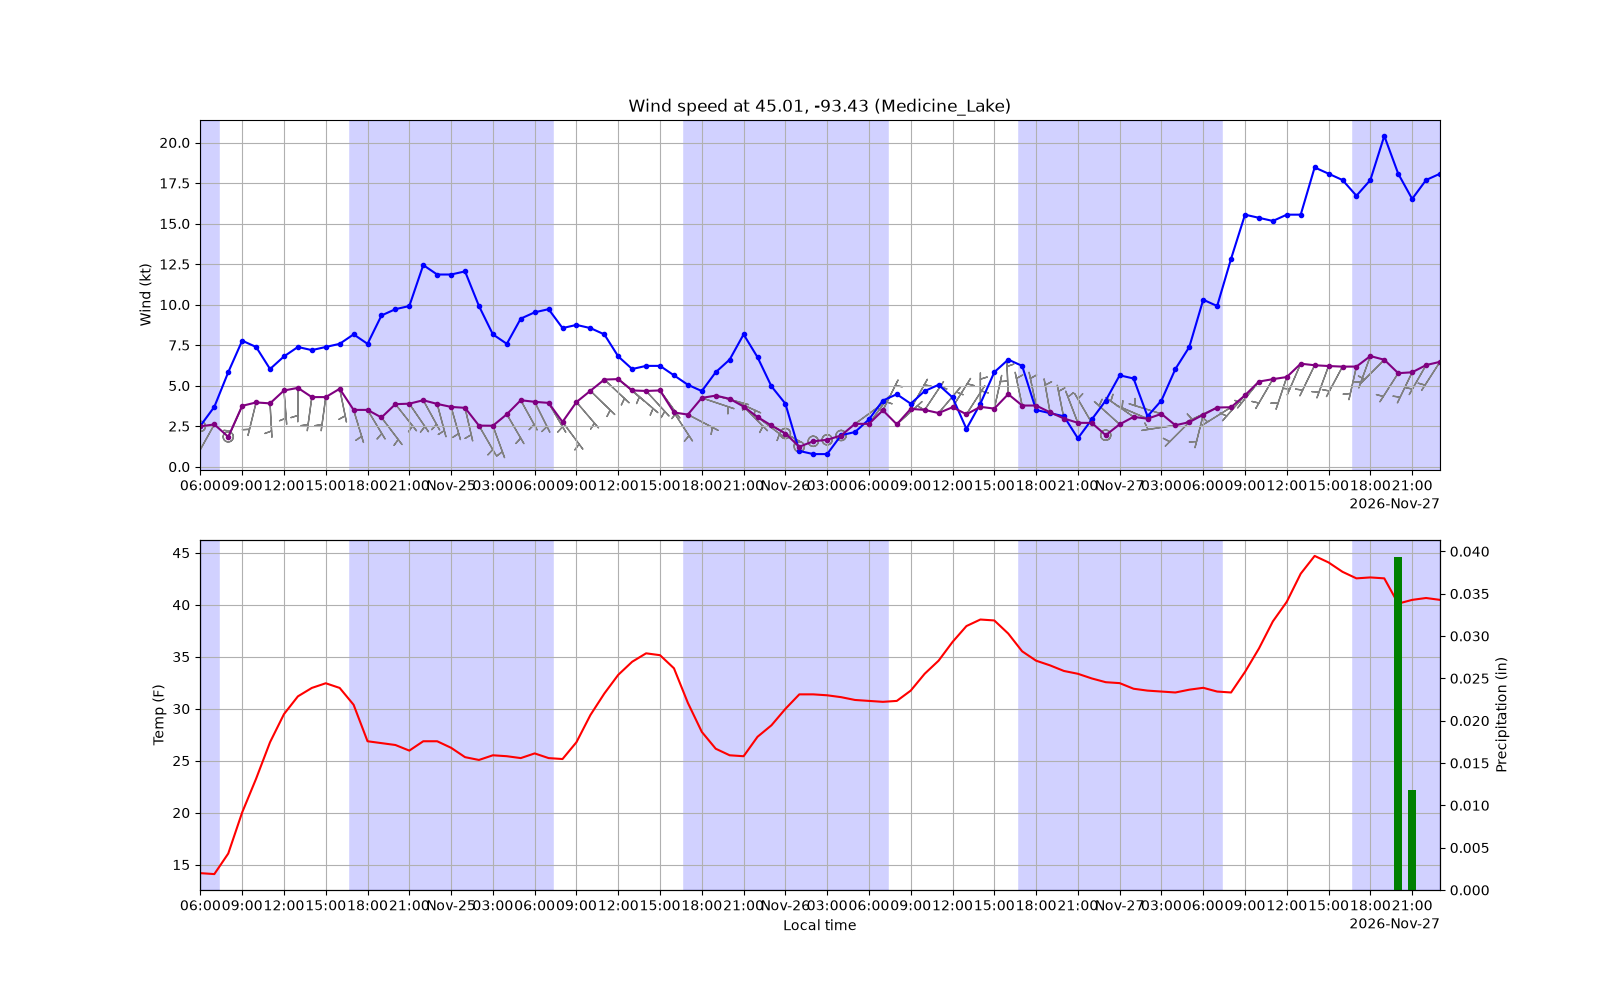 Wind speed at 45.01, -93.43 (Medicine_Lake)
20.0
17.5
15.0
12.5
10.0
7.5
5.0
2.5
0.0
Wind (kt)
06:00 09:00 12:00 15:00 18:00 21:00 Nov-25 03:00 06:00 09:00 12:00 15:00 18:00 21:00 Nov-26 03:00 06:00 09:00 12:00 15:00 18:00 21:00 Nov-27 03:00 06:00 09:00 12:00 15:00 18:00 21:00
2026-Nov-27
45
40
35
30
25
20
15
Temp (F)
0.040
0.035
0.030
0.025
0.020
0.015
0.010
0.005
0.000
Precipitation (in)
06:00 09:00 12:00 15:00 18:00 21:00 Nov-25 03:00 06:00 09:00 12:00 15:00 18:00 21:00 Nov-26 03:00 06:00 09:00 12:00 15:00 18:00 21:00 Nov-27 03:00 06:00 09:00 12:00 15:00 18:00 21:00
Local time
2026-Nov-27